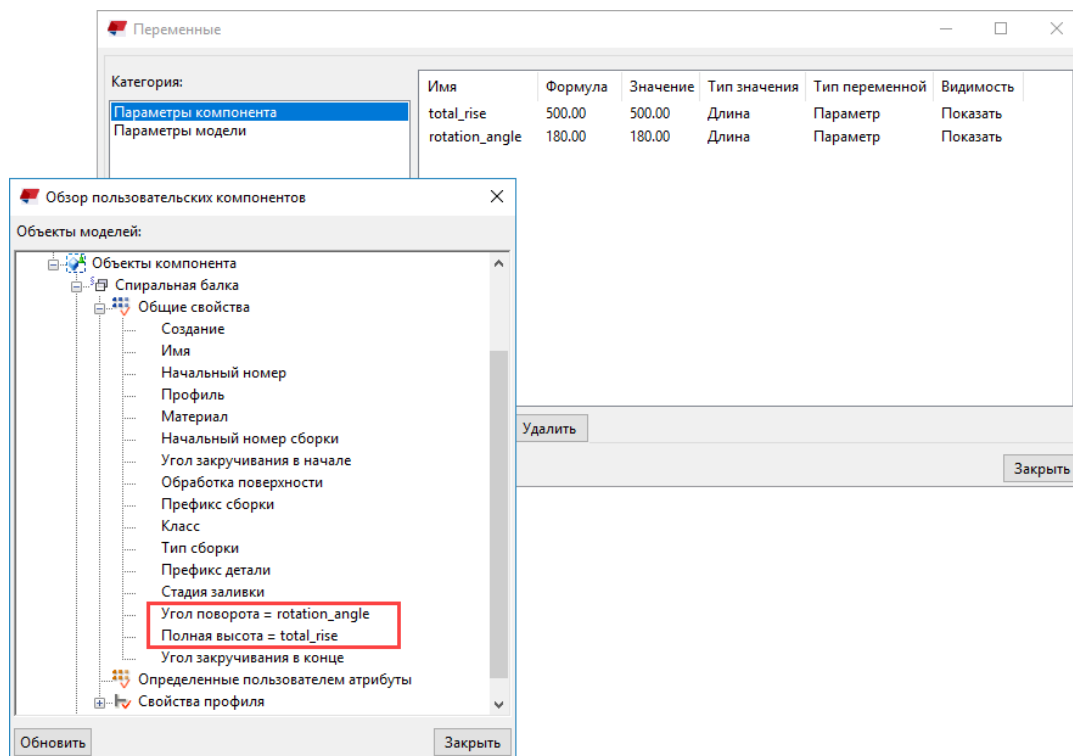 Переменные
Категория:
Параметры компонента
Параметры модели
Имя Формула Значение Тип значения Тип переменной Видимость
total_rise 500.00 500.00 Длина Параметр Показать
rotation_angle 180.00 180.00 Длина Параметр Показать
Удалить
Закрыть
Обзор пользовательских компонентов
Объекты моделей:
Объекты компонента
Спиральная балка
Общие свойства
Создание
Имя
Начальный номер
Профиль
Материал
Начальный номер сборки
Угол закручивания в начале
Обработка поверхности
Префикс сборки
Класс
Тип сборки
Префикс детали
Стадия заливки
Угол поворота = rotation_angle
Полная высота = total_rise
Угол закручивания в конце
Определенные пользователем атрибуты
Свойства профиля
Обновить Закрыть